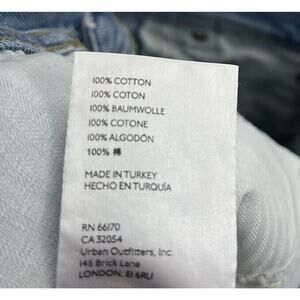 100% COTTON
100% COTON
100% BAUMWOLLE
100% COTONE
100% ALGODÓN
100% 棉
MADE IN TURKEY
HECHO EN TURQUÍA
RN 66170
CA 32054
Urban Outfitters, Inc.
146 Brick Lane
LONDON, E1 6RU